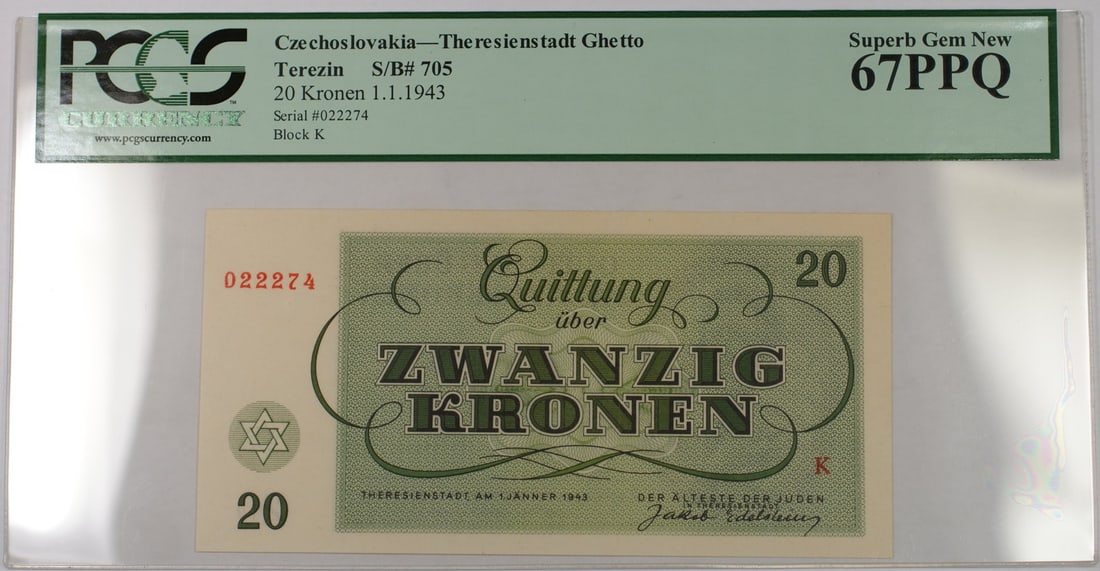 PCGS
™
CURRENCY
www.pcgscurrency.com
Czechoslovakia—Theresienstadt Ghetto
Terezin S/B# 705
20 Kronen 1.1.1943
Serial #022274
Block K
Superb Gem New
67PPQ
022274
Quittung
20
über
ZWANZIG
KRONEN
K
20
THERESIENSTADT, AM 1.JÄNNER 1943
DER ÄLTESTE DER JUDEN
IN THERESIENSTADT
Jakob Edelstein